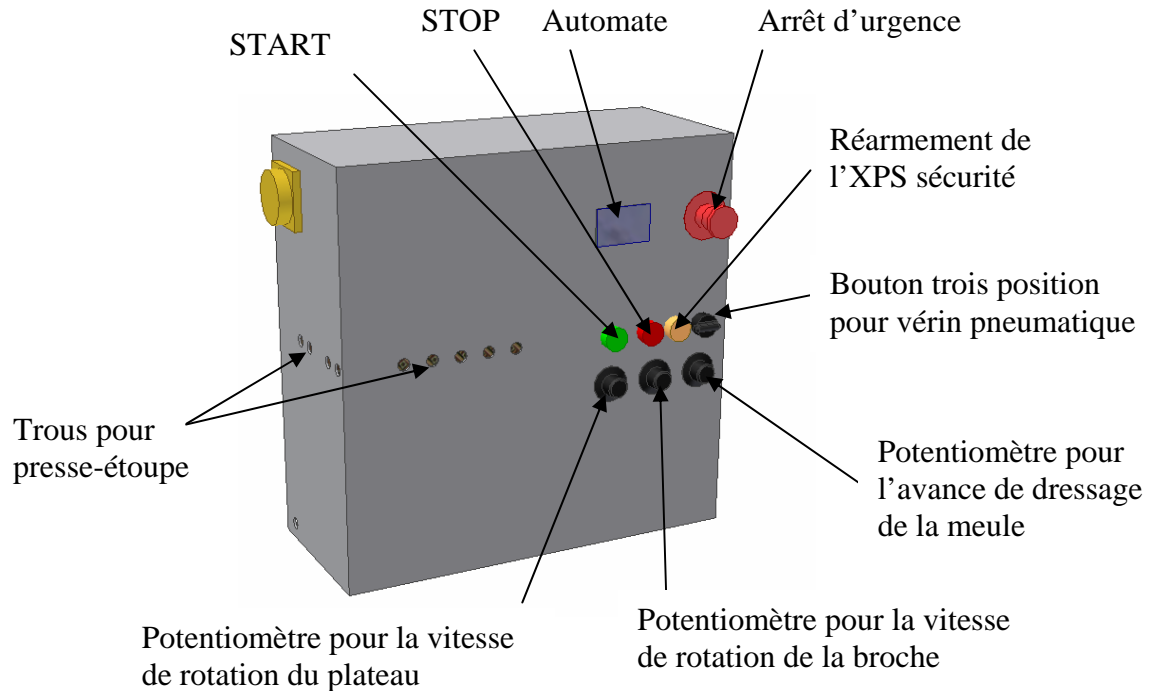 START
STOP
Automate
Arrêt d’urgence
Réarmement de
l’XPS sécurité
Bouton trois position
pour vérin pneumatique
Trous pour
presse-étoupe
Potentiomètre pour
l’avance de dressage
de la meule
Potentiomètre pour la vitesse
de rotation du plateau
Potentiomètre pour la vitesse
de rotation de la broche